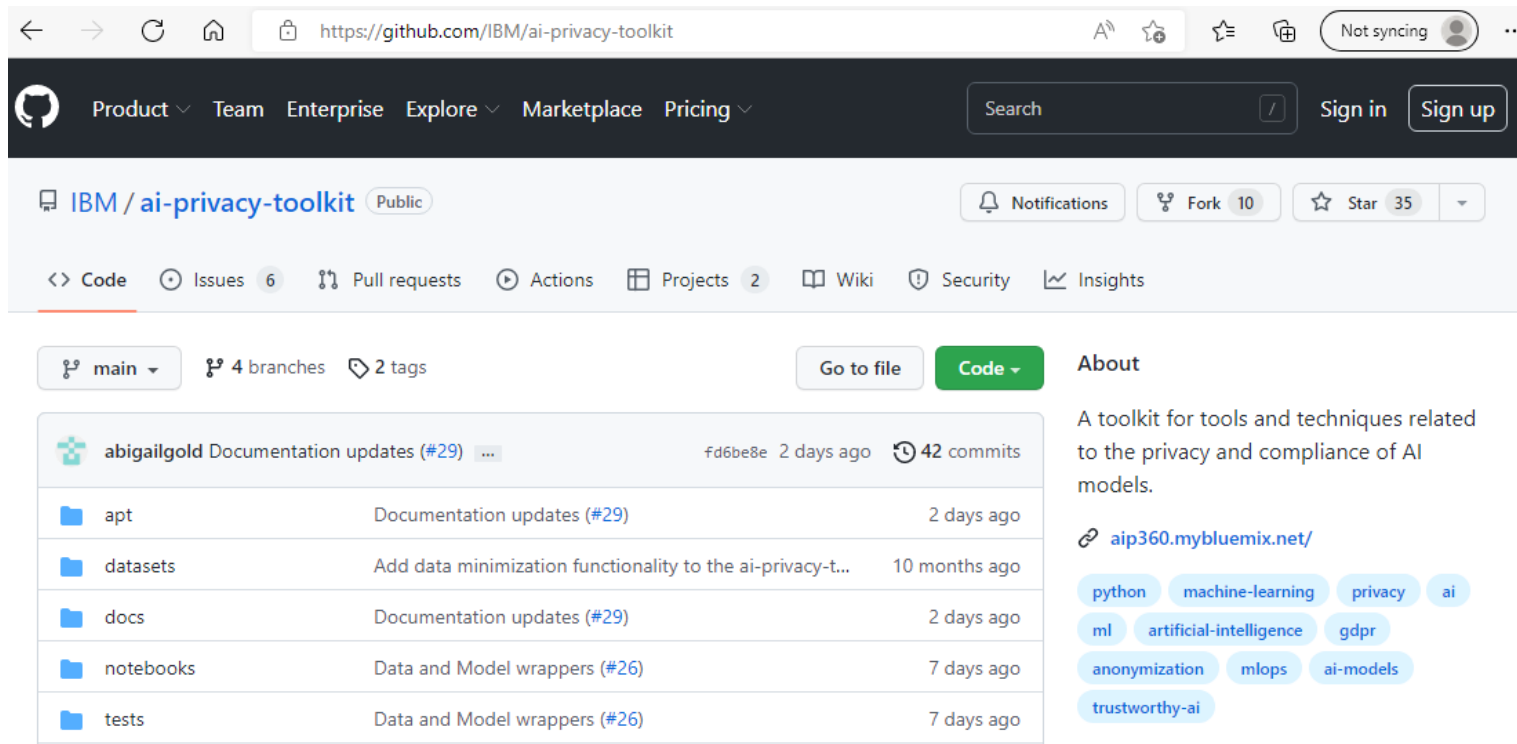 https://github.com/IBM/ai-privacy-toolkit Not syncing
Product Team Enterprise Explore Marketplace Pricing Search / Sign in Sign up
IBM / ai-privacy-toolkit Public Notifications Fork 10 Star 35
<> Code Issues 6 Pull requests Actions Projects 2 Wiki Security Insights
main 4 branches 2 tags Go to file Code
abigailgold Documentation updates (#29) ... fd6be8e 2 days ago 42 commits
apt Documentation updates (#29) 2 days ago
datasets Add data minimization functionality to the ai-privacy-t... 10 months ago
docs Documentation updates (#29) 2 days ago
notebooks Data and Model wrappers (#26) 7 days ago
tests Data and Model wrappers (#26) 7 days ago
About
A toolkit for tools and techniques related
to the privacy and compliance of AI
models.
aip360.mybluemix.net/
python machine-learning privacy ai
ml artificial-intelligence gdpr
anonymization mlops ai-models
trustworthy-ai